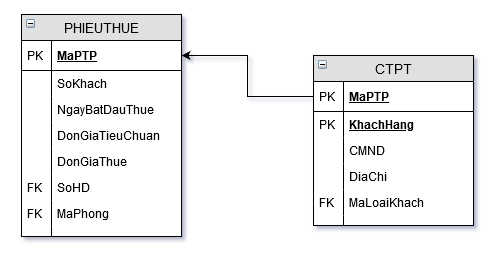 PHIEUTHUE
PK MaPTP
SoKhach
NgayBatDauThue
DonGiaTieuChuan
DonGiaThue
FK SoHD
FK MaPhong
CTPT
PK MaPTP
PK KhachHang
CMND
DiaChi
FK MaLoaiKhach